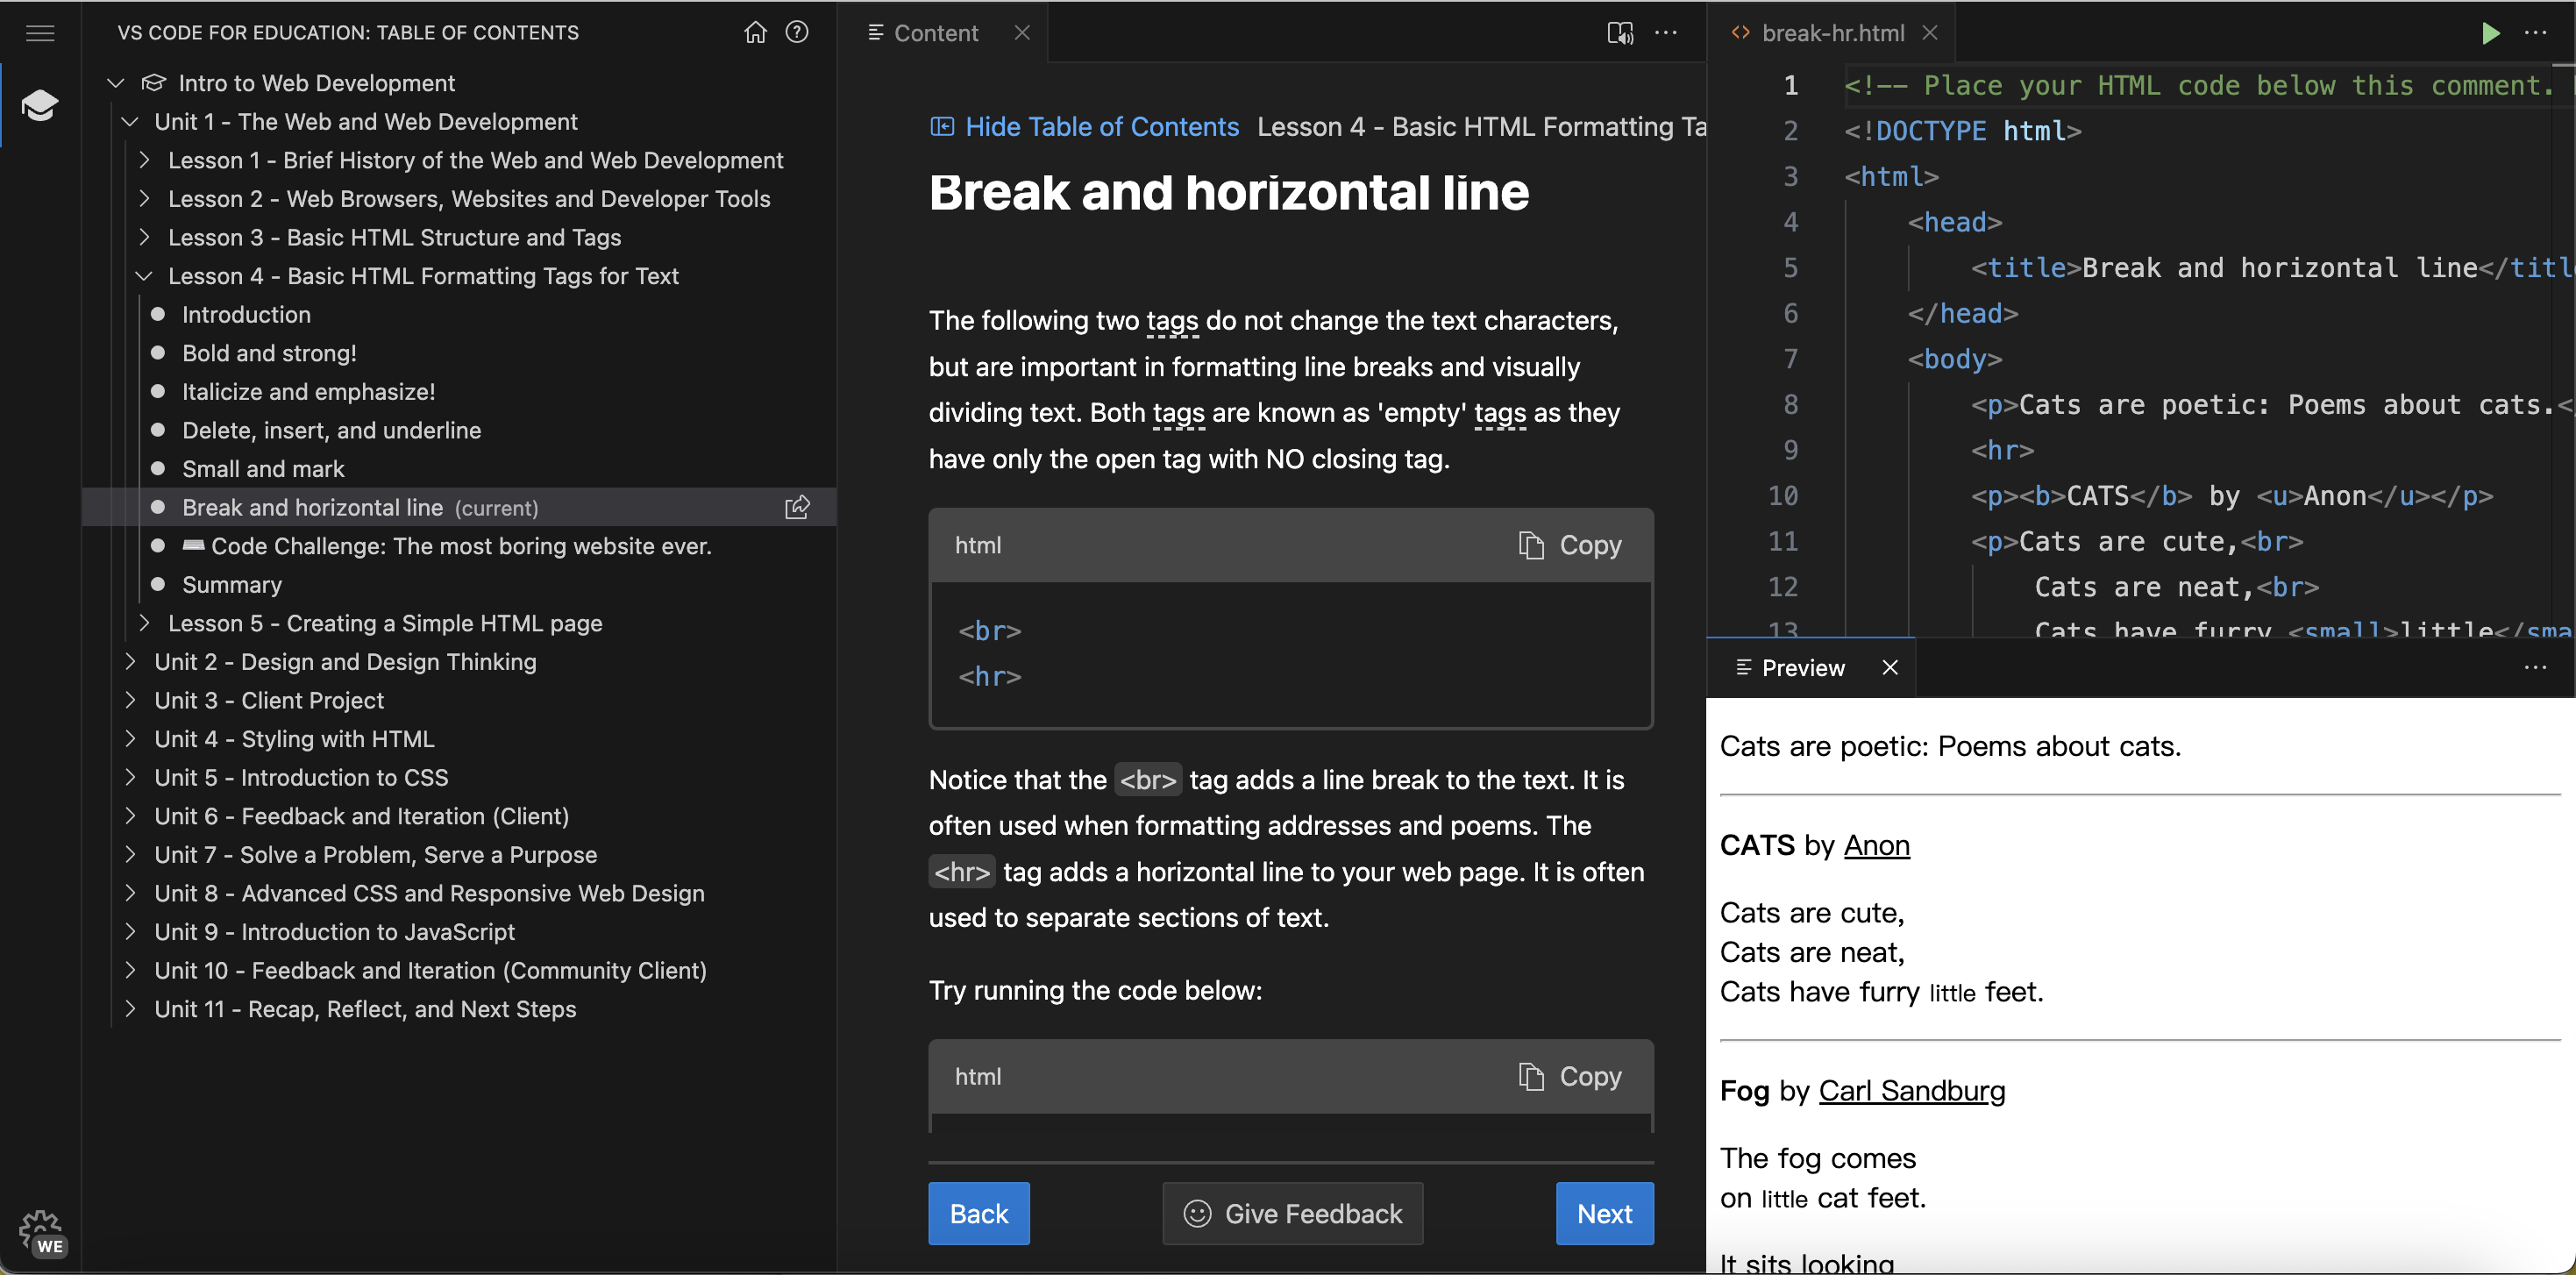 VS CODE FOR EDUCATION: TABLE OF CONTENTS
Intro to Web Development
Unit 1 - The Web and Web Development
Lesson 1 - Brief History of the Web and Web Development
Lesson 2 - Web Browsers, Websites and Developer Tools
Lesson 3 - Basic HTML Structure and Tags
Lesson 4 - Basic HTML Formatting Tags for Text
Introduction
Bold and strong!
Italicize and emphasize!
Delete, insert, and underline
Small and mark
Break and horizontal line (current)
Code Challenge: The most boring website ever.
Summary
Lesson 5 - Creating a Simple HTML page
Unit 2 - Design and Design Thinking
Unit 3 - Client Project
Unit 4 - Styling with HTML
Unit 5 - Introduction to CSS
Unit 6 - Feedback and Iteration (Client)
Unit 7 - Solve a Problem, Serve a Purpose
Unit 8 - Advanced CSS and Responsive Web Design
Unit 9 - Introduction to JavaScript
Unit 10 - Feedback and Iteration (Community Client)
Unit 11 - Recap, Reflect, and Next Steps
WE
Content
Hide Table of Contents Lesson 4 - Basic HTML Formatting Ta
Break and horizontal line
The following two tags do not change the text characters,
but are important in formatting line breaks and visually
dividing text. Both tags are known as 'empty' tags as they
have only the open tag with NO closing tag.
html Copy
<br>
<hr>
Notice that the <br> tag adds a line break to the text. It is
often used when formatting addresses and poems. The
<hr> tag adds a horizontal line to your web page. It is often
used to separate sections of text.
Try running the code below:
html Copy
Back Give Feedback Next
break-hr.html
1 <!-- Place your HTML code below this comment.
2 <!DOCTYPE html>
3 <html>
4 <head>
5 <title>Break and horizontal line</titl
6 </head>
7 <body>
8 <p>Cats are poetic: Poems about cats.<
9 <hr>
10 <p><b>CATS</b> by <u>Anon</u></p>
11 <p>Cats are cute,<br>
12 Cats are neat,<br>
13 Cats have furry <small>little</sma
Preview
Cats are poetic: Poems about cats.
CATS by Anon
Cats are cute,
Cats are neat,
Cats have furry little feet.
Fog by Carl Sandburg
The fog comes
on little cat feet.
It sits looking